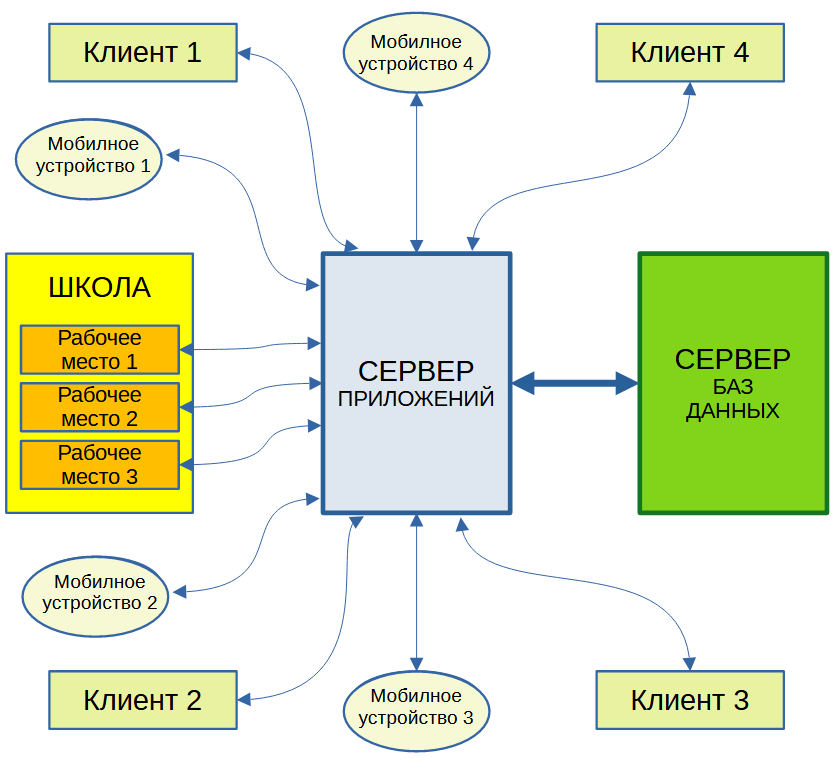 Клиент 1
Мобилное
устройство 4
Клиент 4
Мобилное
устройство 1
ШКОЛА
Рабочее
место 1
Рабочее
место 2
Рабочее
место 3
СЕРВЕР
ПРИЛОЖЕНИЙ
СЕРВЕР
БАЗ
ДАННЫХ
Мобилное
устройство 2
Клиент 2
Мобилное
устройство 3
Клиент 3